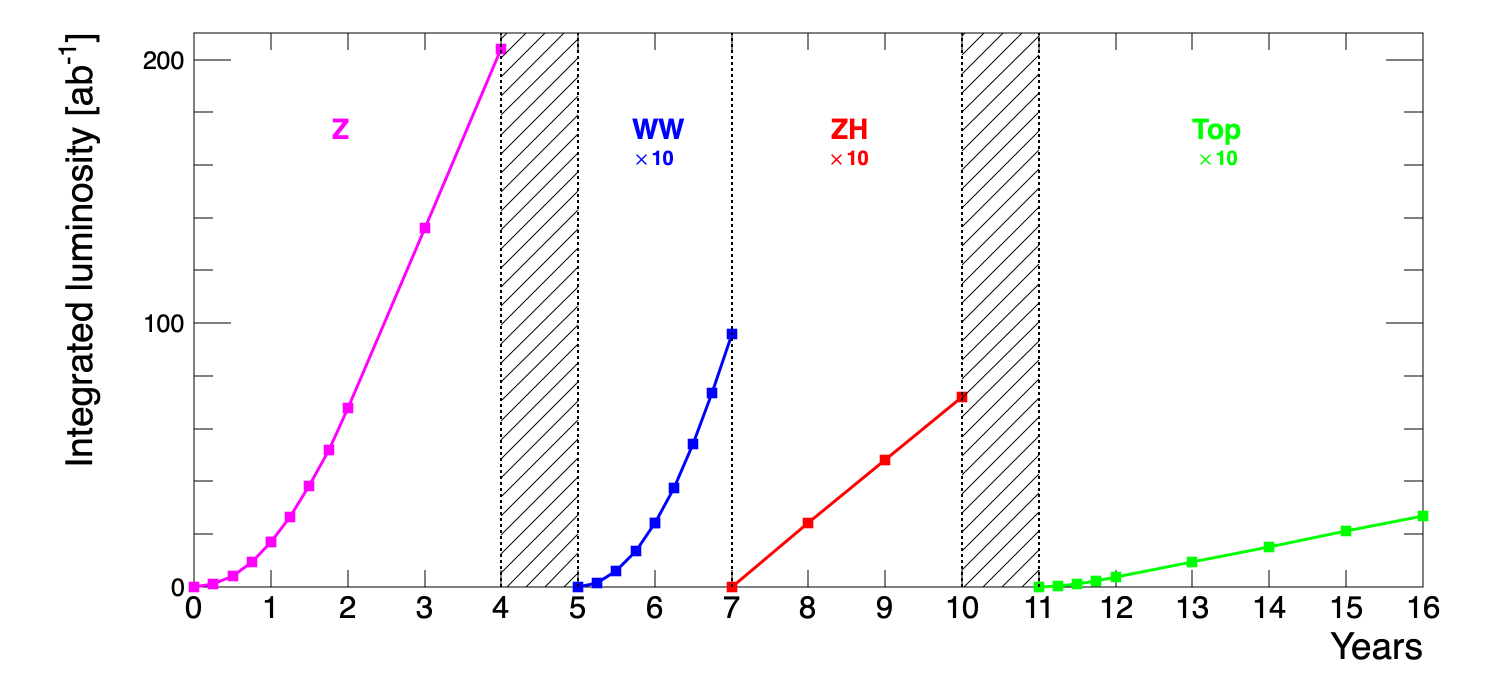 Integrated luminosity [ab⁻¹]
200
100
0
Z
WW
×10
ZH
×10
Top
×10
0 1 2 3 4 5 6 7 8 9 10 11 12 13 14 15 16
Years